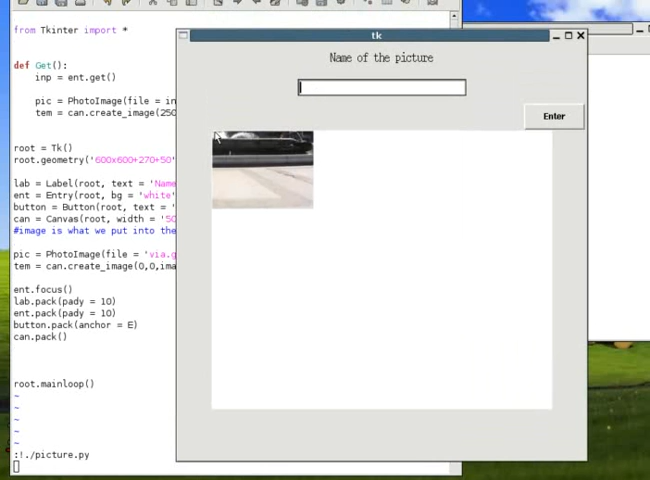 tk
from Tkinter import *
Name of the picture
def Get():
inp = ent.get()
pic = PhotoImage(file = in
tem = can.create_image(250
Enter
root = Tk()
root.geometry('600x600+270+50'
lab = Label(root, text = 'Name
ent = Entry(root, bg = 'white'
button = Button(root, text = '
can = Canvas(root, width = '50
#image is what we put into the
pic = PhotoImage(file = 'via.g
tem = can.create_image(0,0,ima
ent.focus()
lab.pack(pady = 10)
ent.pack(pady = 10)
button.pack(anchor = E)
can.pack()
root.mainloop()
~
~
~
~
~
:!./picture.py